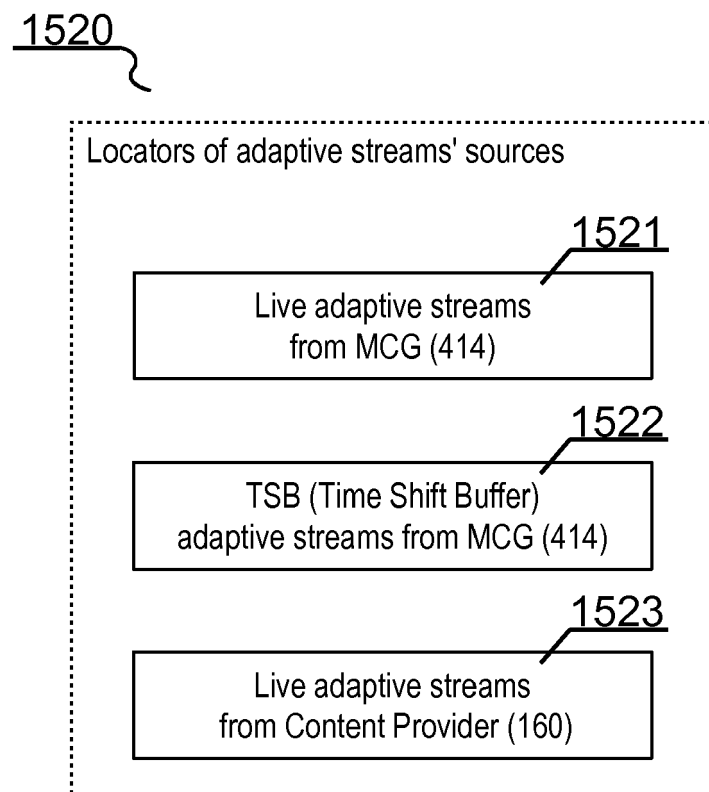 1520
Locators of adaptive streams' sources
1521
Live adaptive streams
from MCG (414)
1522
TSB (Time Shift Buffer)
adaptive streams from MCG (414)
1523
Live adaptive streams
from Content Provider (160)